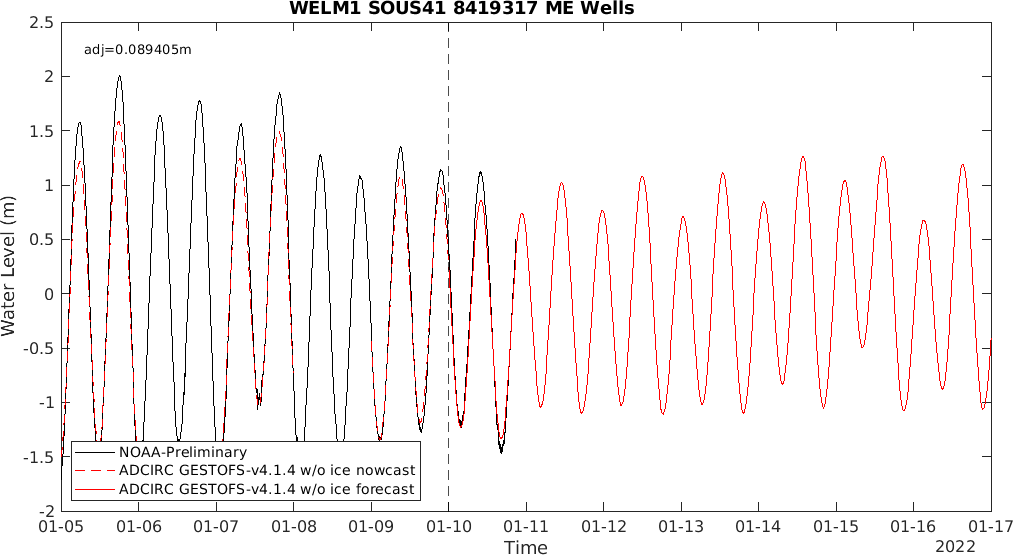 WELM1 SOUS41 8419317 ME Wells
adj=0.089405m
2.5
2
1.5
1
0.5
0
-0.5
-1
-1.5
-2
Water Level (m)
NOAA-Preliminary
ADCIRC GESTOFS-v4.1.4 w/o ice nowcast
ADCIRC GESTOFS-v4.1.4 w/o ice forecast
01-05 01-06 01-07 01-08 01-09 01-10 01-11 01-12 01-13 01-14 01-15 01-16 01-17
Time
2022